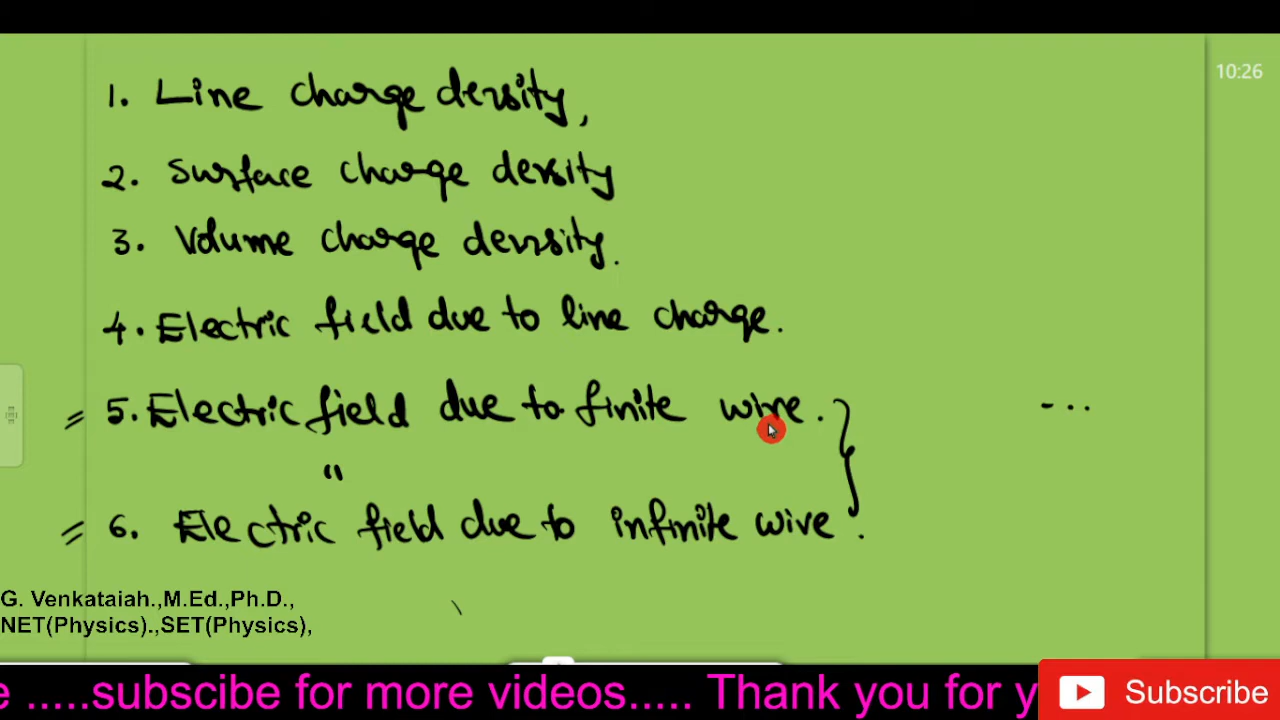 10:26
1. Line charge density,
2. Surface charge density
3. Volume charge density.
4. Electric field due to line charge.
= 5. Electric field due to finite wire. } -...
"
= 6. Electric field due to infinite wire.
G. Venkataiah.,M.Ed.,Ph.D.,
NET(Physics).,SET(Physics),
e .....subscibe for more videos..... Thank you for y
Subscribe